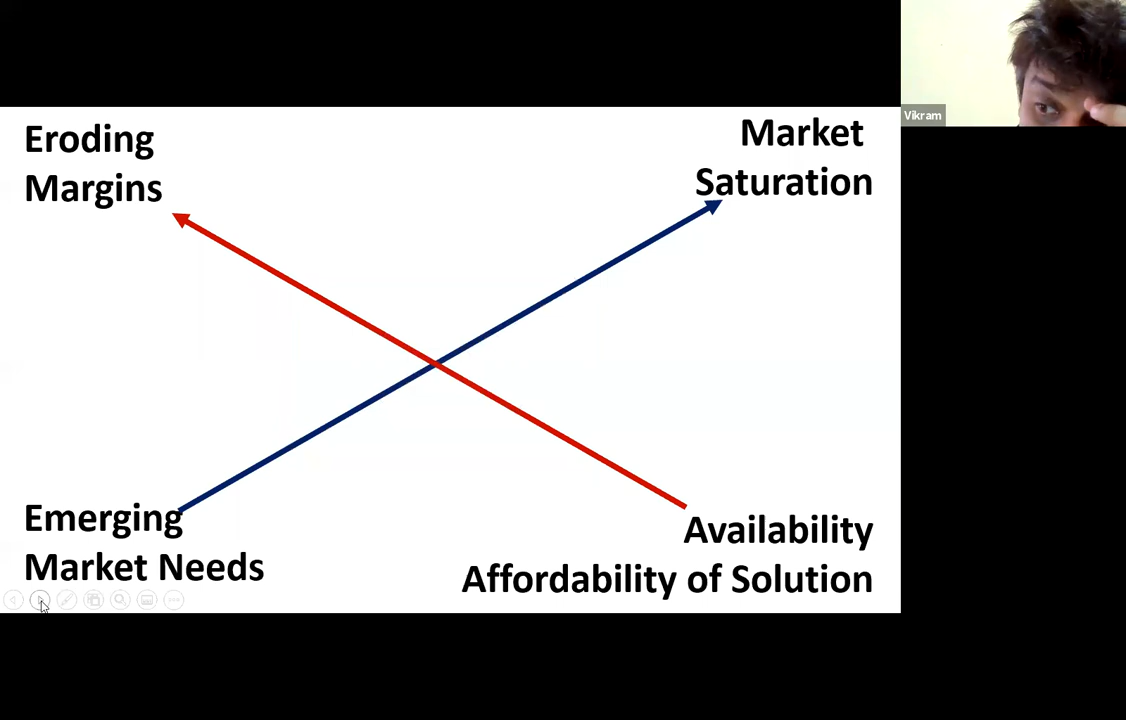 Eroding
Margins
Market
Saturation
Vikram
Emerging
Market Needs
Availability
Affordability of Solution